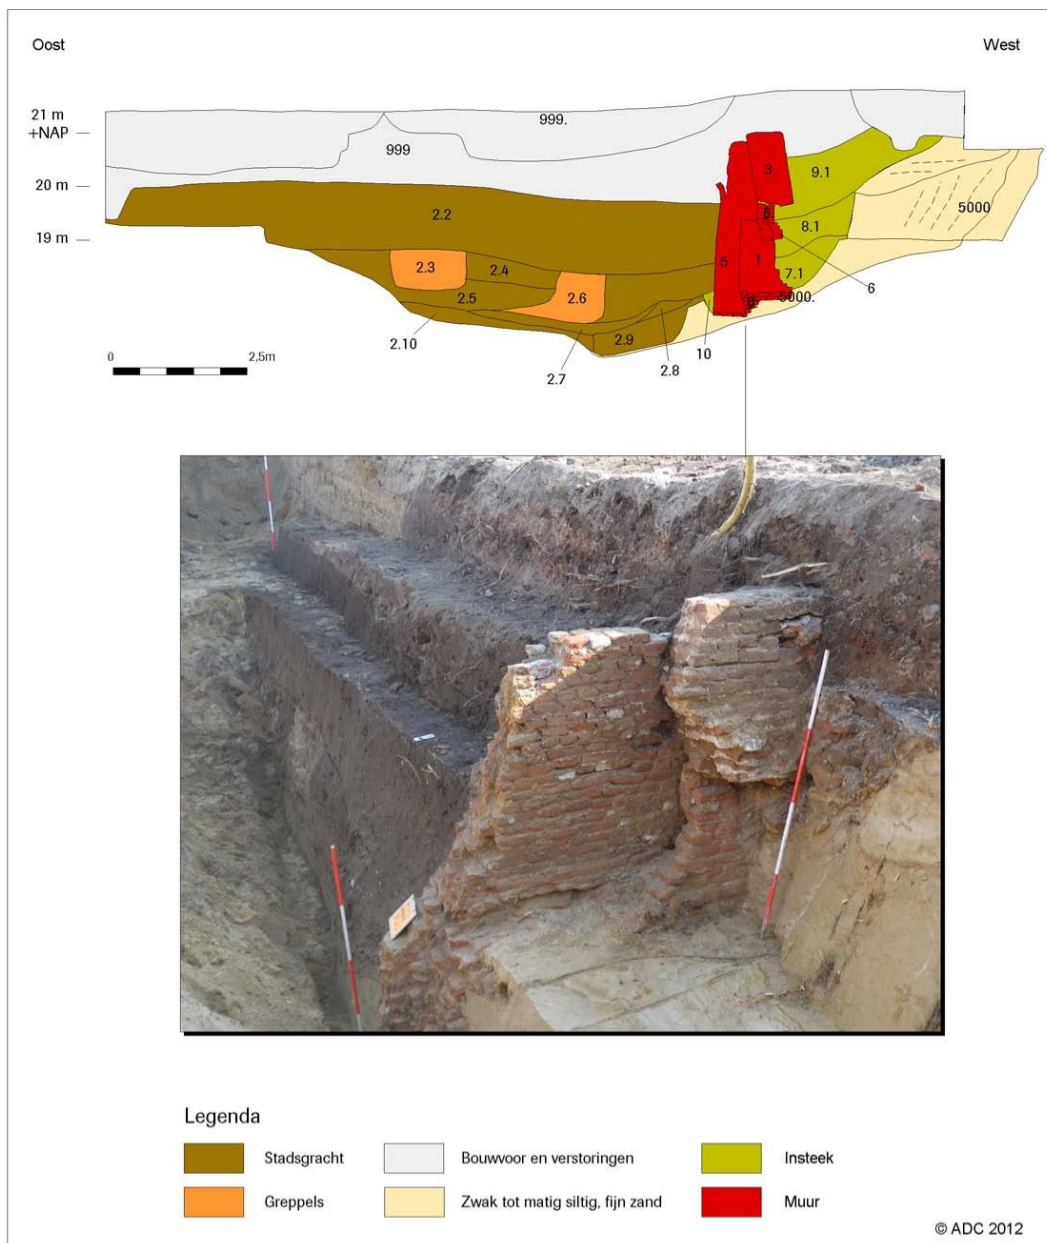 Oost
West
21 m
+NAP
20 m
19 m
999.
999
3
9.1
6
8.1
5000
2.2
5
1
2.3
2.4
7.1
2.5
2.6
5000.
6
2.10
2.9
10
2.7
2.8
0
2,5m
Legenda
Stadsgracht
Bouwvoor en verstoringen
Insteek
Greppels
Zwak tot matig siltig, fijn zand
Muur
© ADC 2012